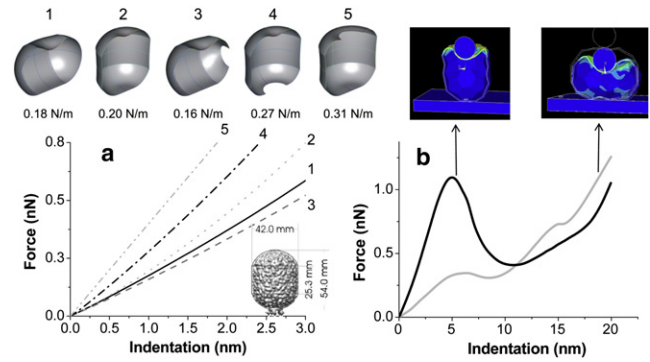 1 2 3 4 5
0.18 N/m 0.20 N/m 0.16 N/m 0.27 N/m 0.31 N/m
a
Force (nN)
0.8
0.5
0.3
0.0
0.0 0.5 1.0 1.5 2.0 2.5 3.0
Indentation (nm)
5
4
2
1
3
42.0 mm
25.3 mm
54.0 mm
b
Force (nN)
1.0
0.5
0.0
0 5 10 15 20
Indentation (nm)